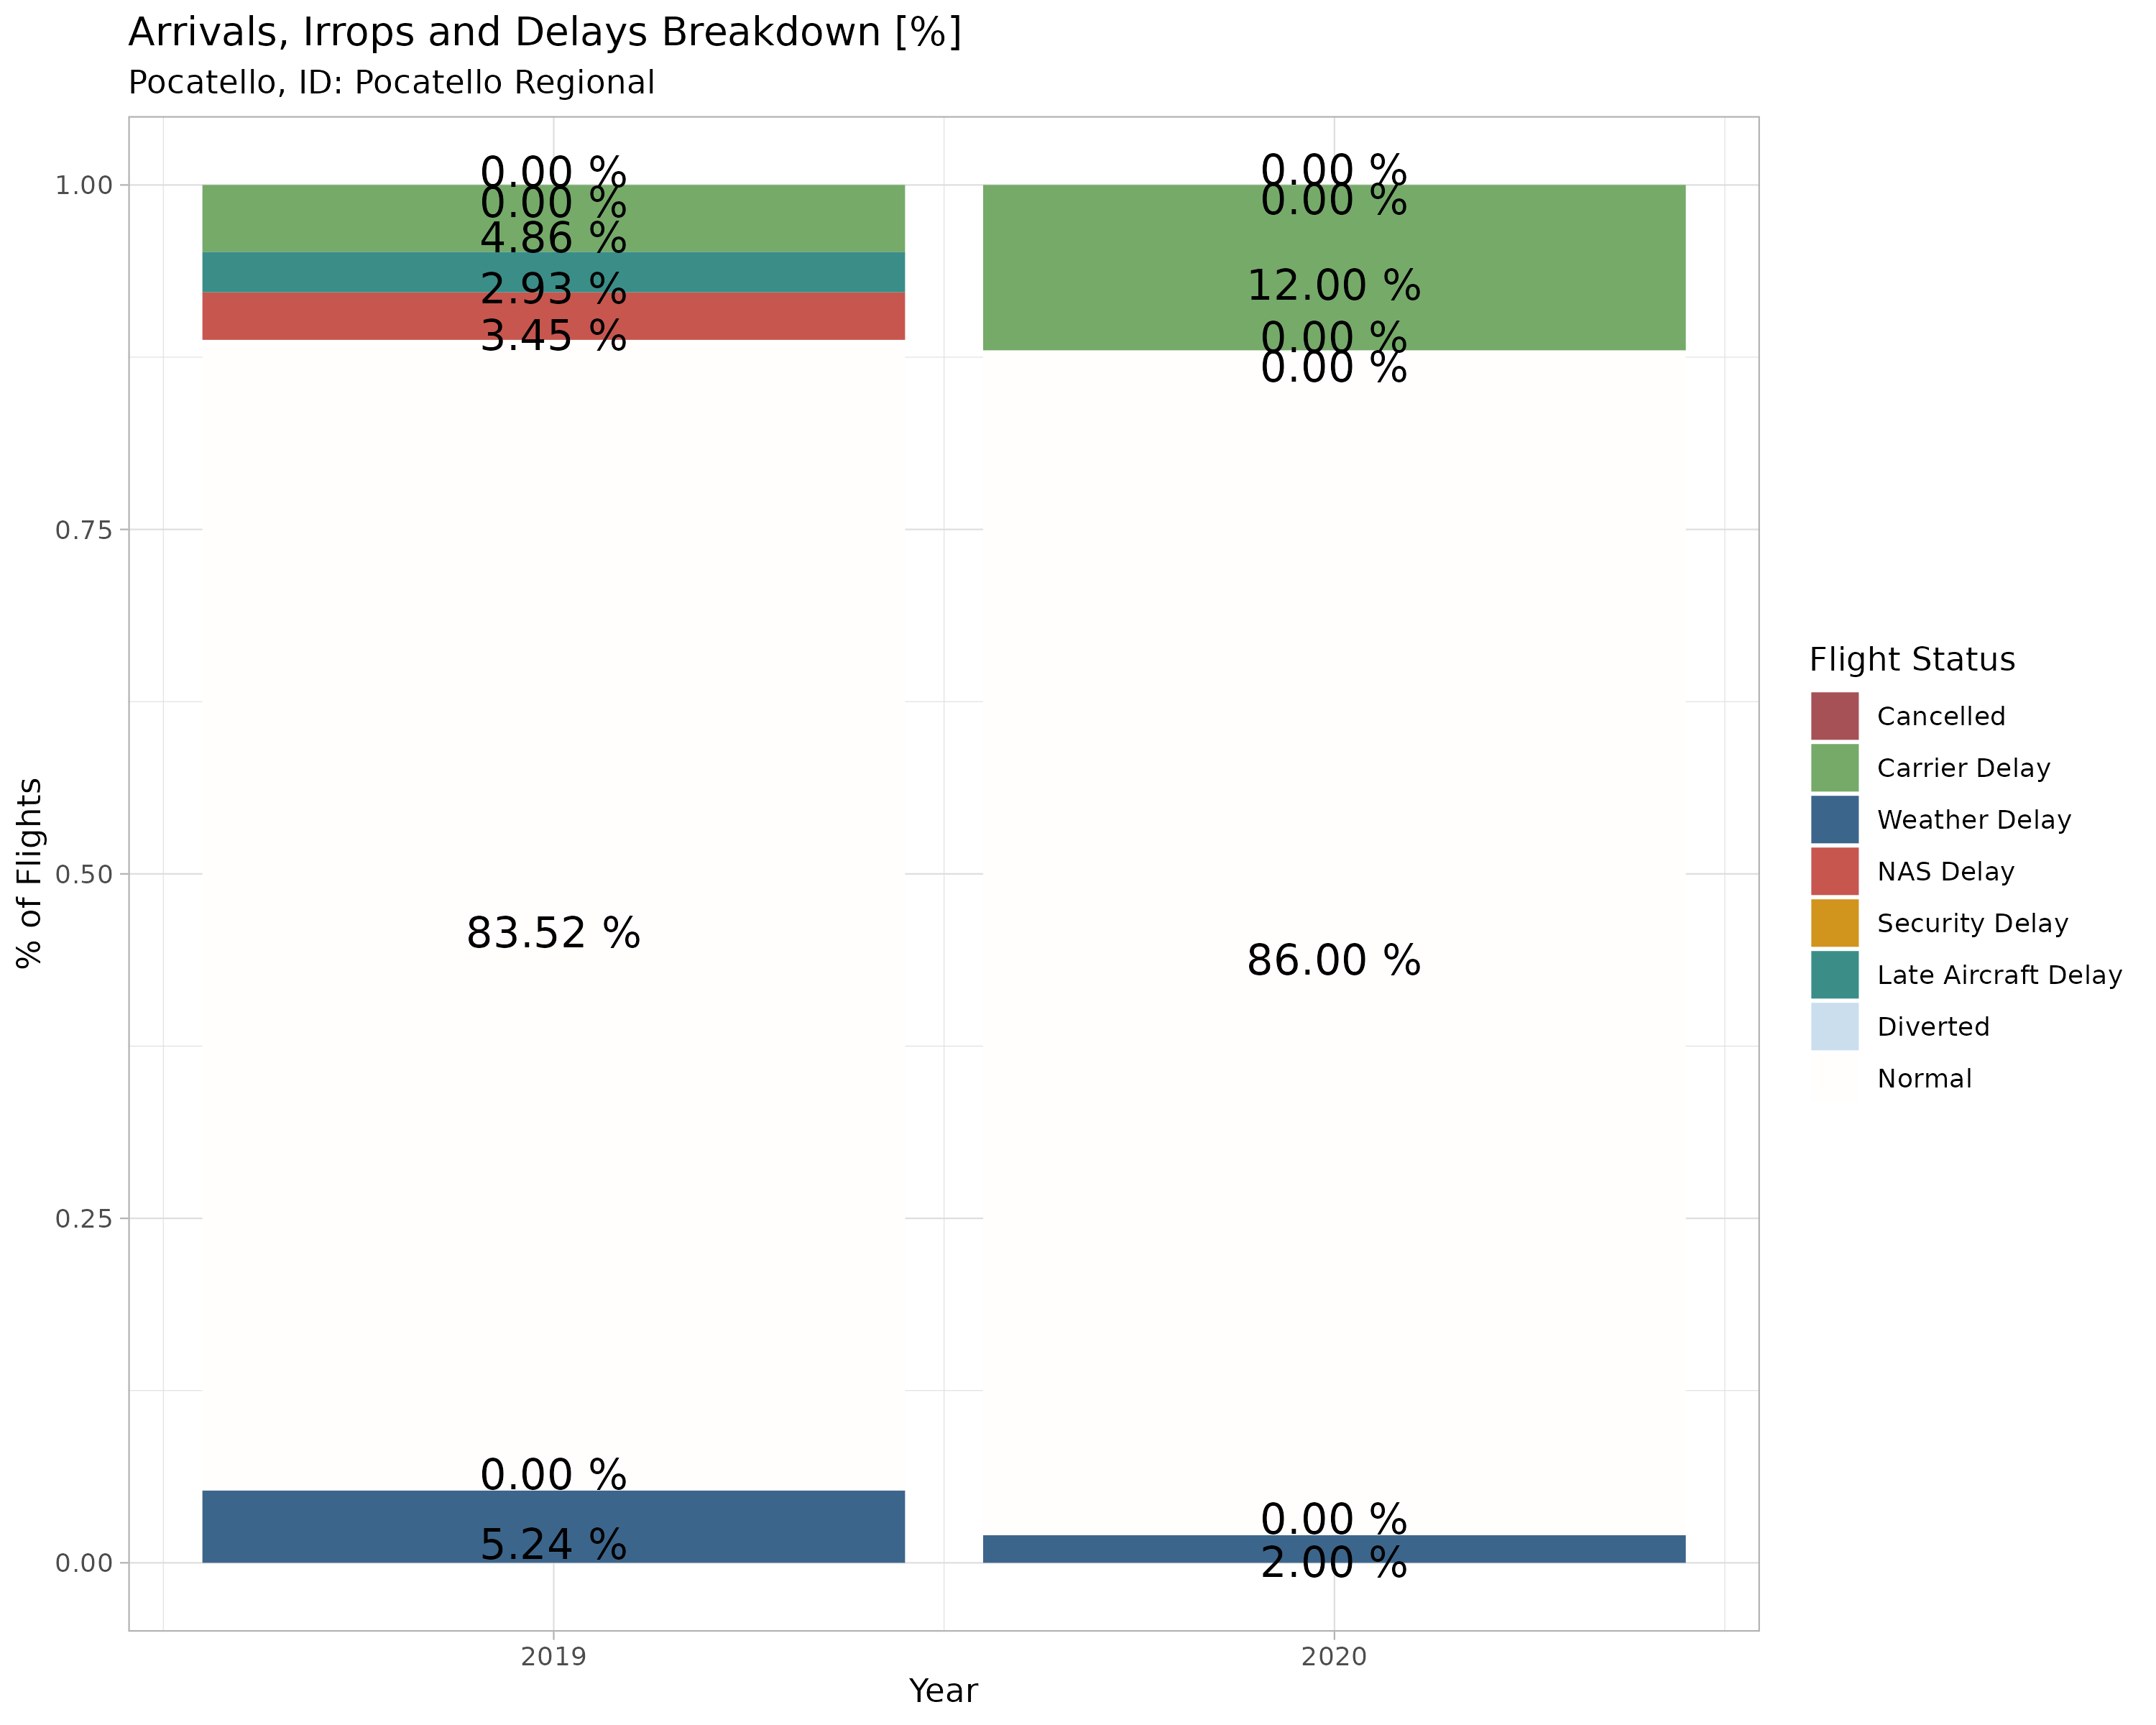 Arrivals, Irrops and Delays Breakdown [%]
Pocatello, ID: Pocatello Regional
% of Flights
1.00
0.75
0.50
0.25
0.00
0.00 %
0.00 %
4.86 %
2.93 %
3.45 %
83.52 %
0.00 %
5.24 %
0.00 %
0.00 %
12.00 %
0.00 %
0.00 %
86.00 %
0.00 %
2.00 %
2019
2020
Year
Flight Status
Cancelled
Carrier Delay
Weather Delay
NAS Delay
Security Delay
Late Aircraft Delay
Diverted
Normal